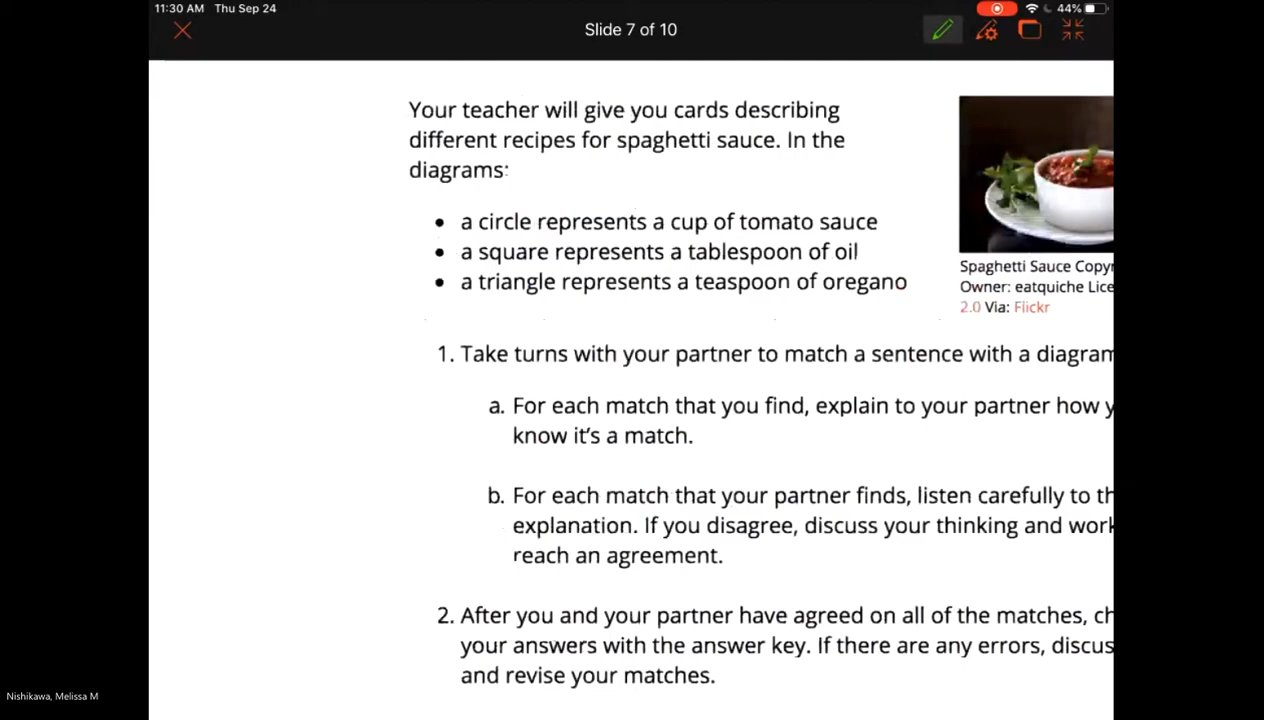 11:30 AM Thu Sep 24
44%
Slide 7 of 10
Your teacher will give you cards describing
different recipes for spaghetti sauce. In the
diagrams:
• a circle represents a cup of tomato sauce
• a square represents a tablespoon of oil
• a triangle represents a teaspoon of oregano
Spaghetti Sauce Copyr
Owner: eatquiche Lice
2.0 Via: Flickr
1. Take turns with your partner to match a sentence with a diagram
a. For each match that you find, explain to your partner how y
know it's a match.
b. For each match that your partner finds, listen carefully to th
explanation. If you disagree, discuss your thinking and work
reach an agreement.
2. After you and your partner have agreed on all of the matches, ch
your answers with the answer key. If there are any errors, discus
and revise your matches.
Nishikawa, Melissa M